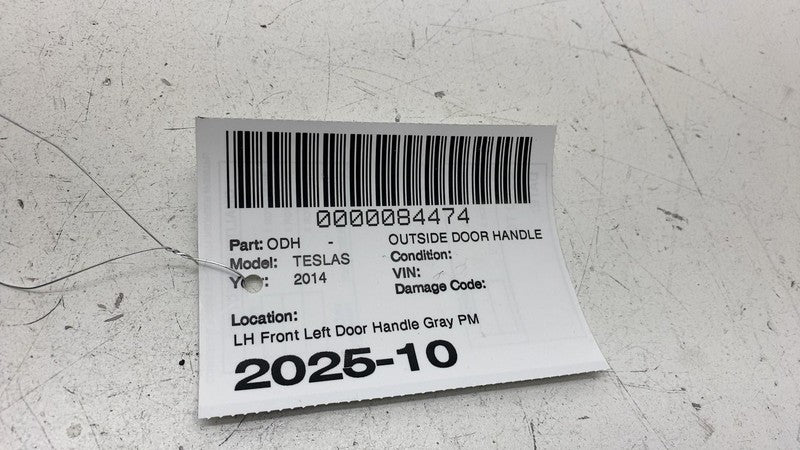 0000084474
Part: ODH - OUTSIDE DOOR HANDLE
Model: TESLAS Condition:
Year: 2014 VIN:
Damage Code:
Location:
LH Front Left Door Handle Gray PM
2025-10